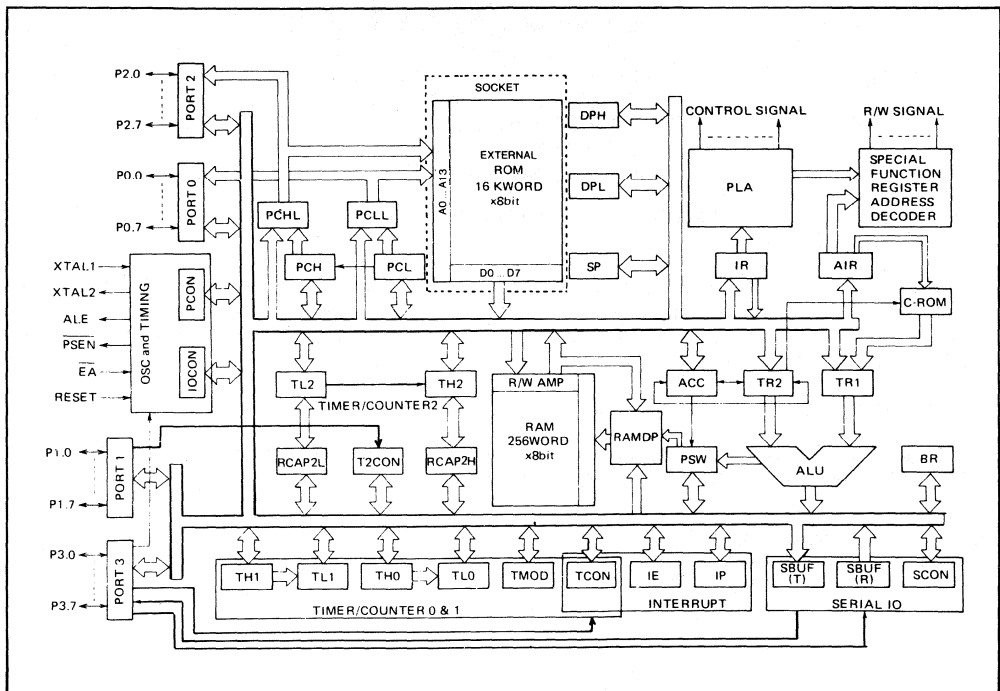 P2.0
P2.7
PORT 2
P0.0
P0.7
PORT 0
XTAL1
XTAL2
ALE
PSEN
EA
RESET
OSC and TIMING
PCON
IOCON
P1.0
P1.7
PORT 1
P3.0
P3.7
PORT 3
PCHL
PCLL
PCH
PCL
SOCKET
A0 ... A13
EXTERNAL
ROM
16 KWORD
x8bit
D0 ... D7
DPH
DPL
SP
CONTROL SIGNAL
PLA
IR
R/W SIGNAL
SPECIAL
FUNCTION
REGISTER
ADDRESS
DECODER
AIR
C-ROM
TL2
TH2
TIMER/COUNTER2
RCAP2L
T2CON
RCAP2H
R/W AMP
RAM
256WORD
x8bit
RAMDP
ACC
TR2
TR1
PSW
ALU
BR
TH1
TL1
TH0
TL0
TMOD
TCON
TIMER/COUNTER 0 & 1
IE
IP
INTERRUPT
SBUF
(T)
SBUF
(R)
SCON
SERIAL IO